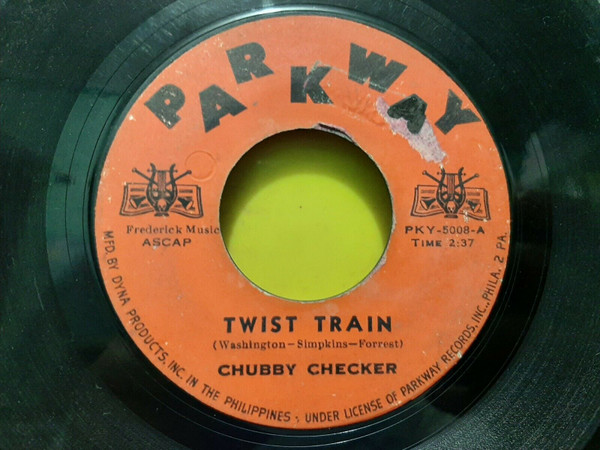 PARKWAY
Frederick Music
ASCAP
PKY-5008-A
TIME 2:37
TWIST TRAIN
(Washington-Simpkins-Forrest)
CHUBBY CHECKER
MFD. BY DYNA PRODUCTS, INC. IN THE PHILIPPINES, UNDER LICENSE OF PARKWAY RECORDS, INC., PHILA. 2 PA.